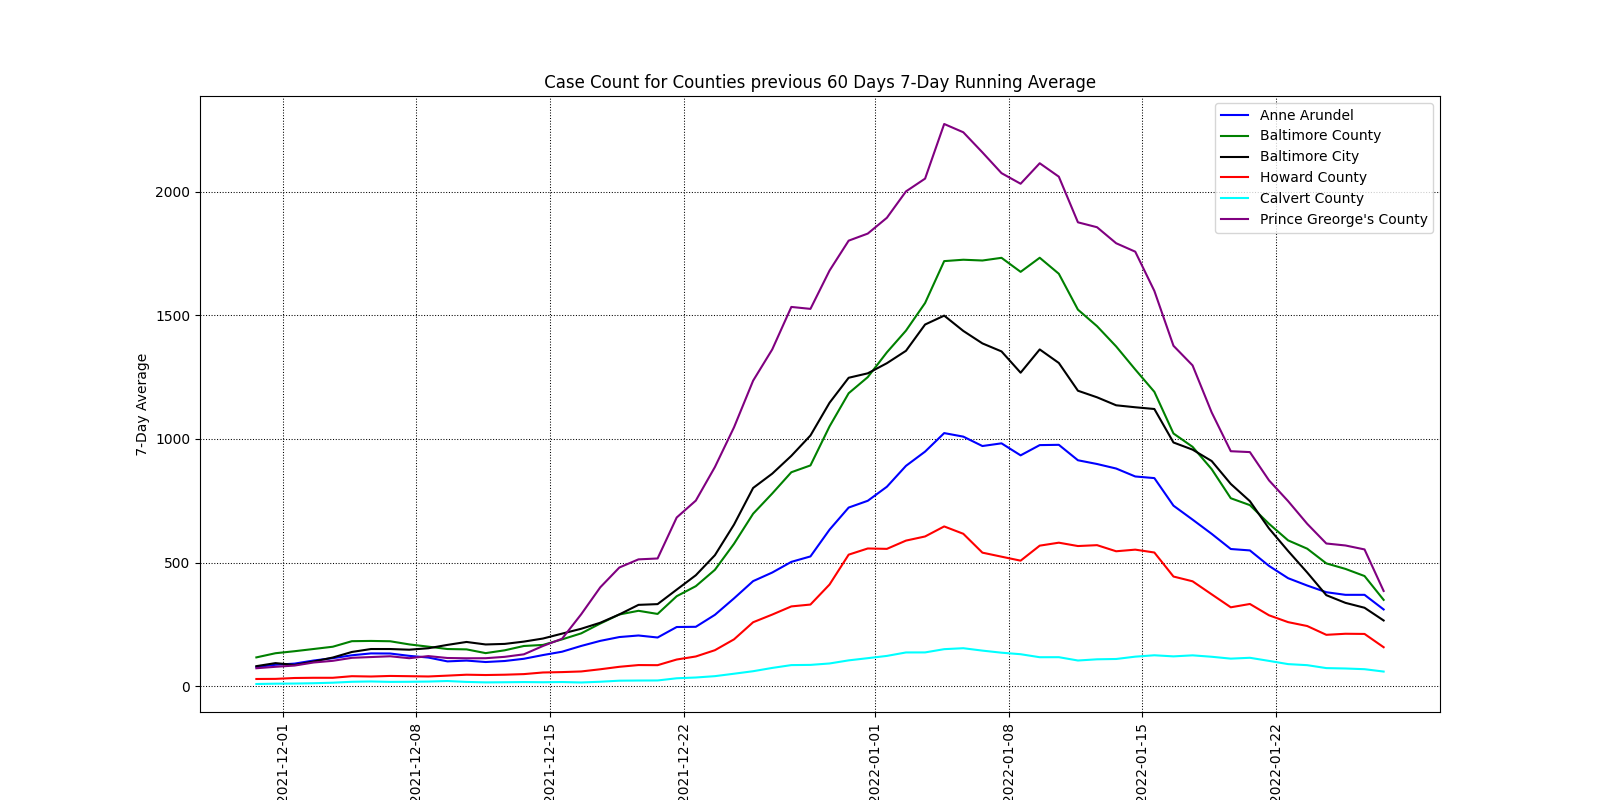 Case Count for Counties previous 60 Days 7-Day Running Average
Anne Arundel
Baltimore County
Baltimore City
Howard County
Calvert County
Prince Greorge's County
7-Day Average
2000
1500
1000
500
0
2021-12-01
2021-12-08
2021-12-15
2021-12-22
2022-01-01
2022-01-08
2022-01-15
2022-01-22